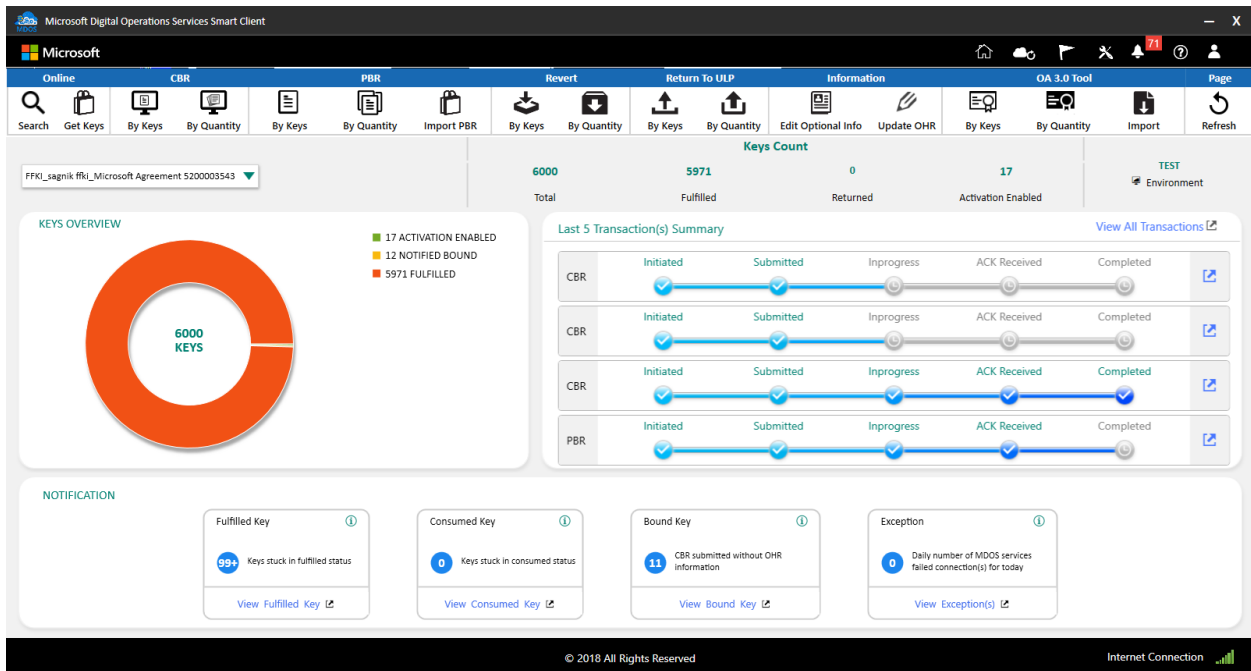 MDOS
Microsoft Digital Operations Services Smart Client
X
Microsoft
71
Online CBR PBR Revert Return To ULP Information OA 3.0 Tool Page
Search Get Keys By Keys By Quantity By Keys By Quantity Import PBR By Keys By Quantity By Keys By Quantity Edit Optional Info Update OHR By Keys By Quantity Import Refresh
Keys Count
FFKI_sagnik ffki_Microsoft Agreement 5200003543
6000 5971 0 17
Total Fulfilled Returned Activation Enabled
TEST
Environment
KEYS OVERVIEW
17 ACTIVATION ENABLED
12 NOTIFIED BOUND
5971 FULFILLED
6000
KEYS
Last 5 Transaction(s) Summary
View All Transactions
CBR Initiated Submitted Inprogress ACK Received Completed
CBR Initiated Submitted Inprogress ACK Received Completed
CBR Initiated Submitted Inprogress ACK Received Completed
PBR Initiated Submitted Inprogress ACK Received Completed
NOTIFICATION
Fulfilled Key
99+ Keys stuck in fulfilled status
View Fulfilled Key
Consumed Key
0 Keys stuck in consumed status
View Consumed Key
Bound Key
11 CBR submitted without OHR
information
View Bound Key
Exception
0 Daily number of MDOS services
failed connection(s) for today
View Exception(s)
© 2018 All Rights Reserved
Internet Connection